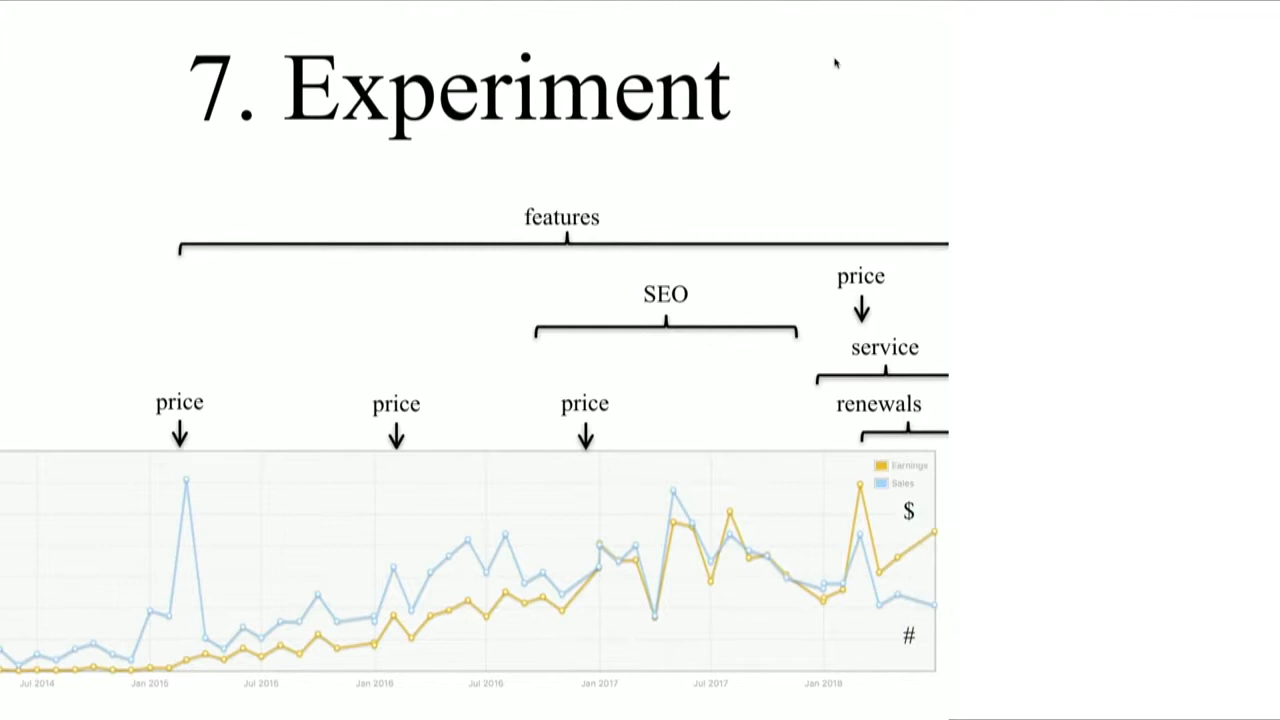 7. Experiment
features
price
SEO
service
price
price
price
renewals
Earnings
Sales
$
#
Jul 2014
Jan 2015
Jul 2015
Jan 2016
Jul 2016
Jan 2017
Jul 2017
Jan 2018